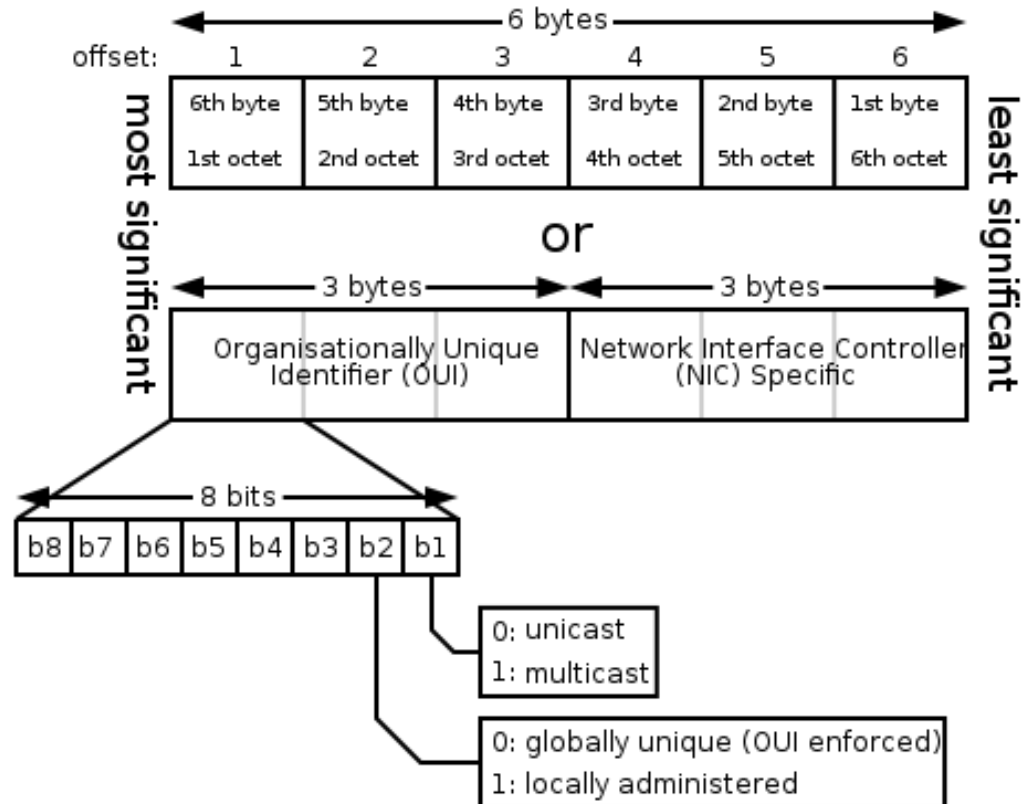 6 bytes
offset: 1 2 3 4 5 6
most significant
6th byte 5th byte 4th byte 3rd byte 2nd byte 1st byte
1st octet 2nd octet 3rd octet 4th octet 5th octet 6th octet
least significant
or
3 bytes 3 bytes
Organisationally Unique
Identifier (OUI)
Network Interface Controller
(NIC) Specific
8 bits
b8 b7 b6 b5 b4 b3 b2 b1
0: unicast
1: multicast
0: globally unique (OUI enforced)
1: locally administered